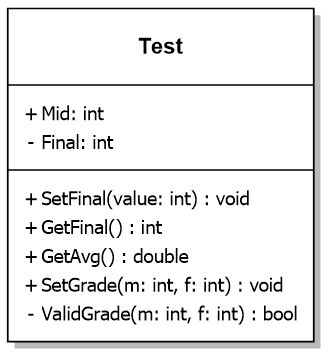 Test
+ Mid: int
- Final: int
+ SetFinal(value: int) : void
+ GetFinal() : int
+ GetAvg() : double
+ SetGrade(m: int, f: int) : void
- ValidGrade(m: int, f: int) : bool